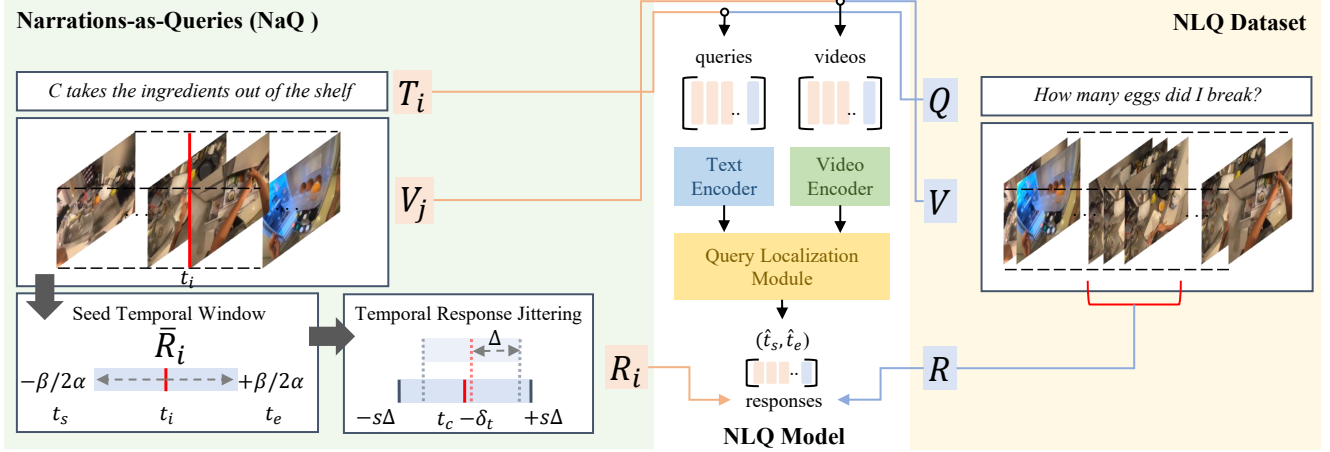 Narrations-as-Queries (NaQ )
C takes the ingredients out of the shelf
T_i
V_j
. . .
. . .
t_i
Seed Temporal Window
R̄_i
−β/2α
+β/2α
t_s
t_i
t_e
Temporal Response Jittering
Δ
−sΔ
t_c −δ_t
+sΔ
R_i
queries
videos
..
..
Text
Encoder
Video
Encoder
Query Localization
Module
(t̂_s, t̂_e)
..
responses
NLQ Model
NLQ Dataset
Q
How many eggs did I break?
V
. . . .
. . . .
R